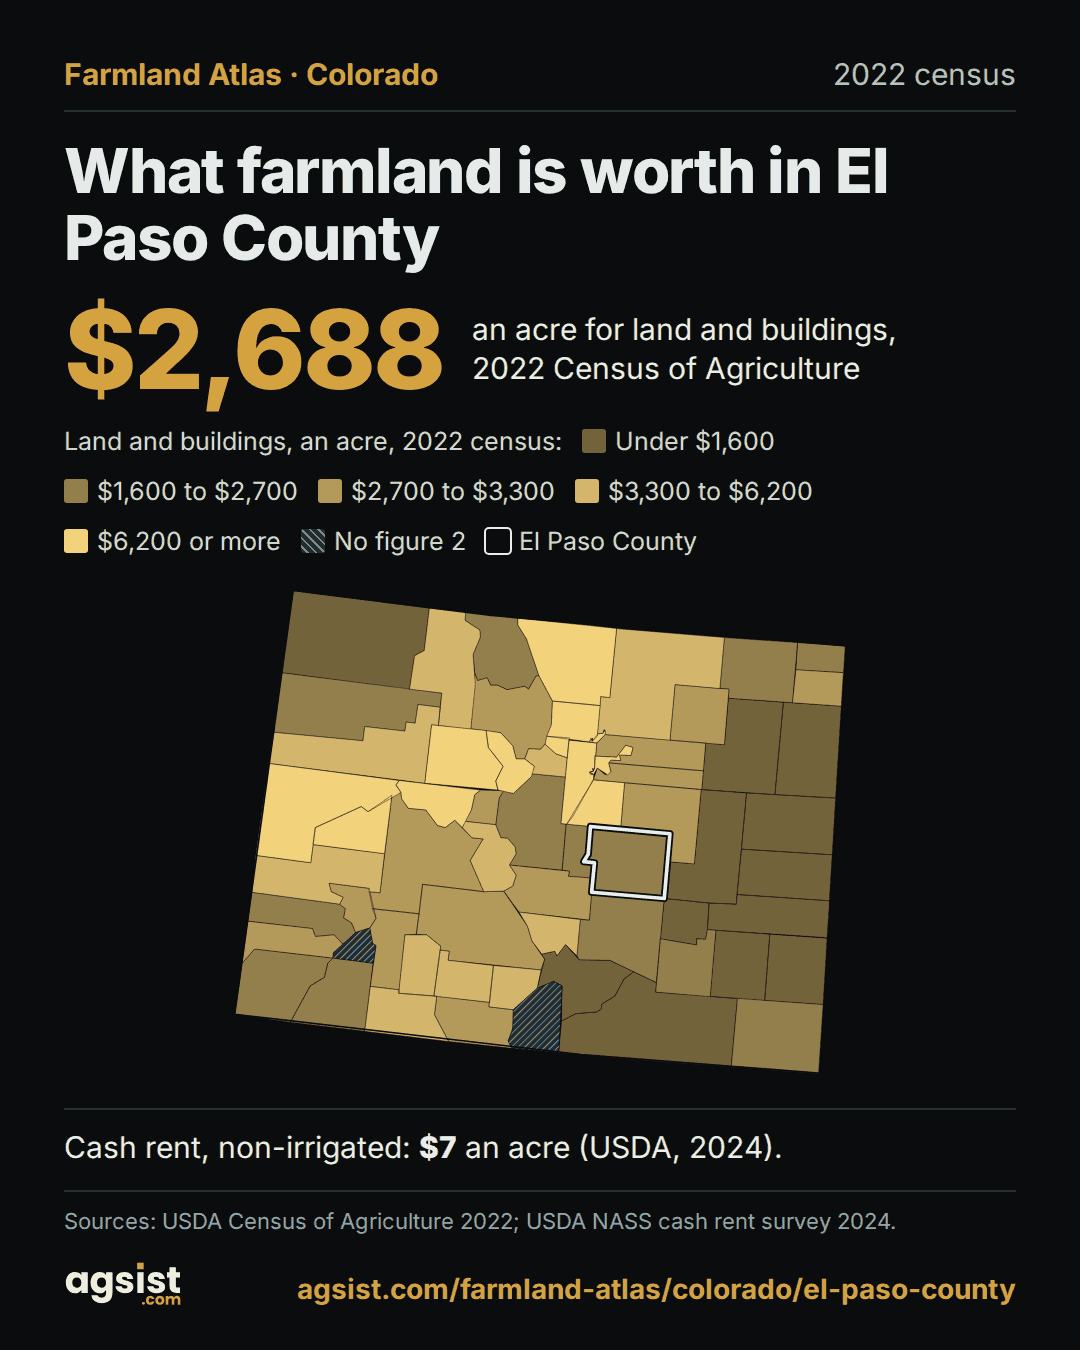 Farmland Atlas · Colorado
2022 census
What farmland is worth in El
Paso County
$2,688
an acre for land and buildings,
2022 Census of Agriculture
Land and buildings, an acre, 2022 census: Under $1,600
$1,600 to $2,700 $2,700 to $3,300 $3,300 to $6,200
$6,200 or more No figure 2 El Paso County
Cash rent, non-irrigated: $7 an acre (USDA, 2024).
Sources: USDA Census of Agriculture 2022; USDA NASS cash rent survey 2024.
agsist.com
agsist.com/farmland-atlas/colorado/el-paso-county